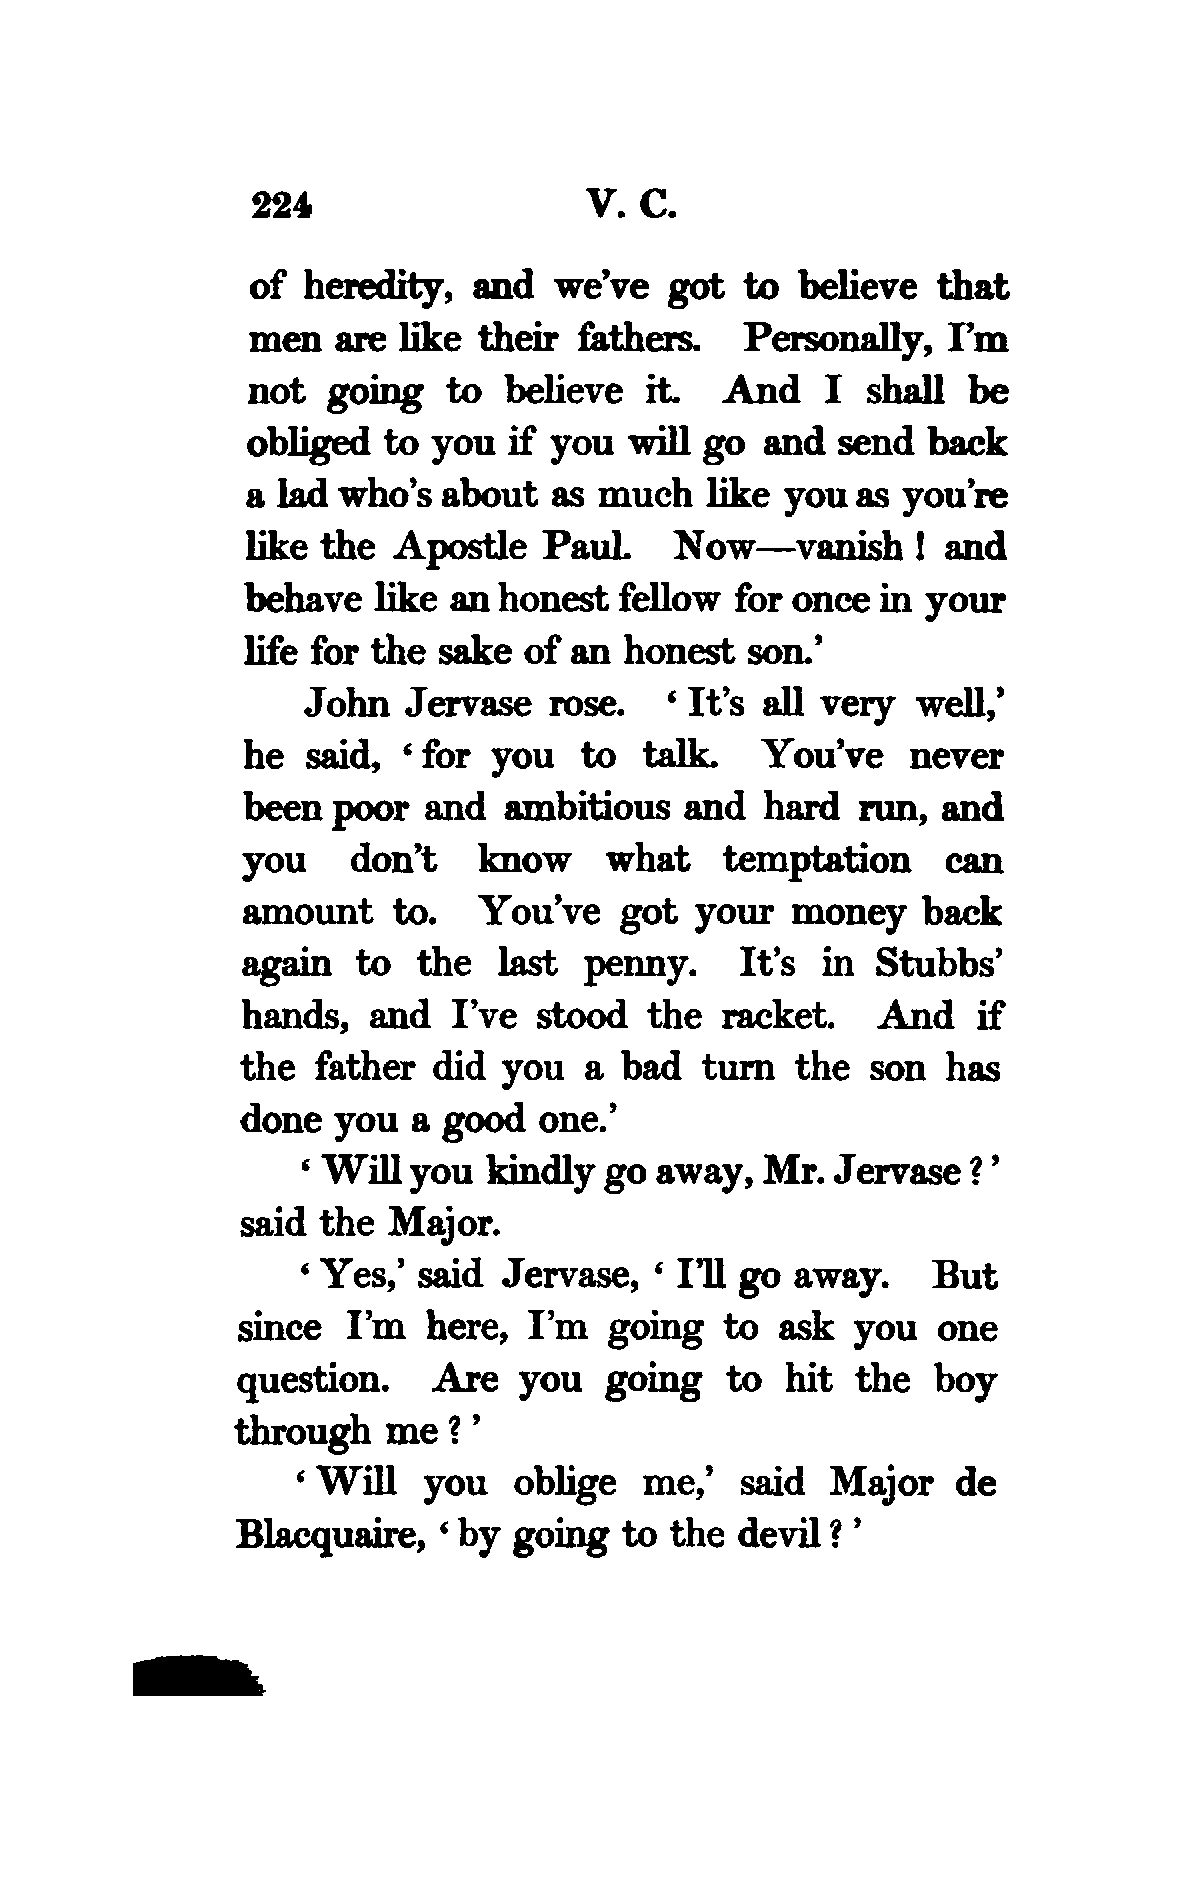 224 V. C.
of heredity, and we've got to believe that
men are like their fathers. Personally, I'm
not going to believe it. And I shall be
obliged to you if you will go and send back
a lad who's about as much like you as you're
like the Apostle Paul. Now—vanish ! and
behave like an honest fellow for once in your
life for the sake of an honest son.'
John Jervase rose. ‘ It's all very well,’
he said, ‘ for you to talk. You've never
been poor and ambitious and hard run, and
you don't know what temptation can
amount to. You've got your money back
again to the last penny. It's in Stubbs'
hands, and I've stood the racket. And if
the father did you a bad turn the son has
done you a good one.’
‘ Will you kindly go away, Mr. Jervase ? ’
said the Major.
‘ Yes,’ said Jervase, ‘ I'll go away. But
since I'm here, I'm going to ask you one
question. Are you going to hit the boy
through me ? ’
‘ Will you oblige me,’ said Major de
Blacquaire, ‘ by going to the devil ? ’